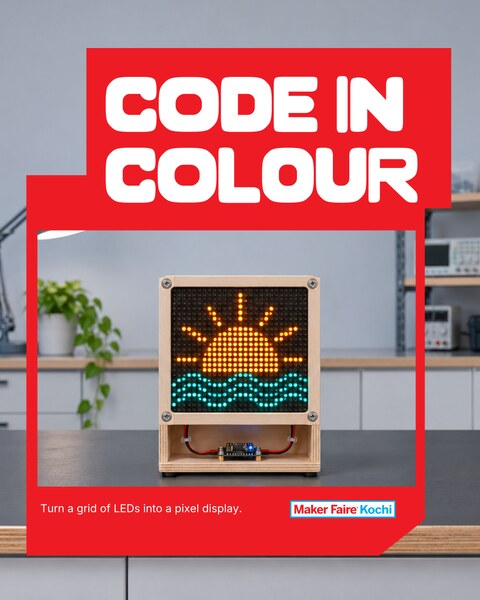 CODE IN
COLOUR
Turn a grid of LEDs into a pixel display.
Maker Faire Kochi